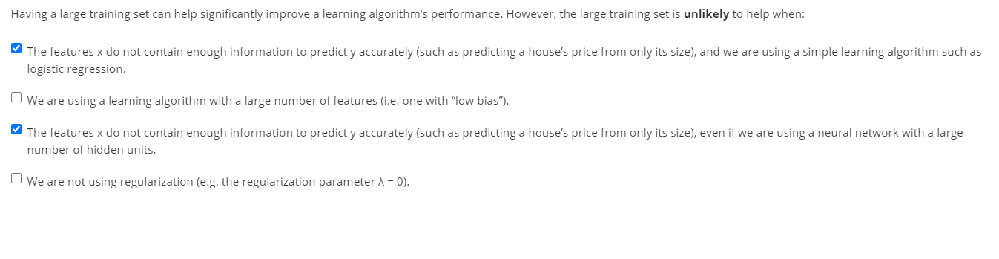 Having a large training set can help significantly improve a learning algorithm’s performance. However, the large training set is unlikely to help when:
The features x do not contain enough information to predict y accurately (such as predicting a house’s price from only its size), and we are using a simple learning algorithm such as
logistic regression.
We are using a learning algorithm with a large number of features (i.e. one with “low bias”).
The features x do not contain enough information to predict y accurately (such as predicting a house’s price from only its size), even if we are using a neural network with a large
number of hidden units.
We are not using regularization (e.g. the regularization parameter λ = 0).